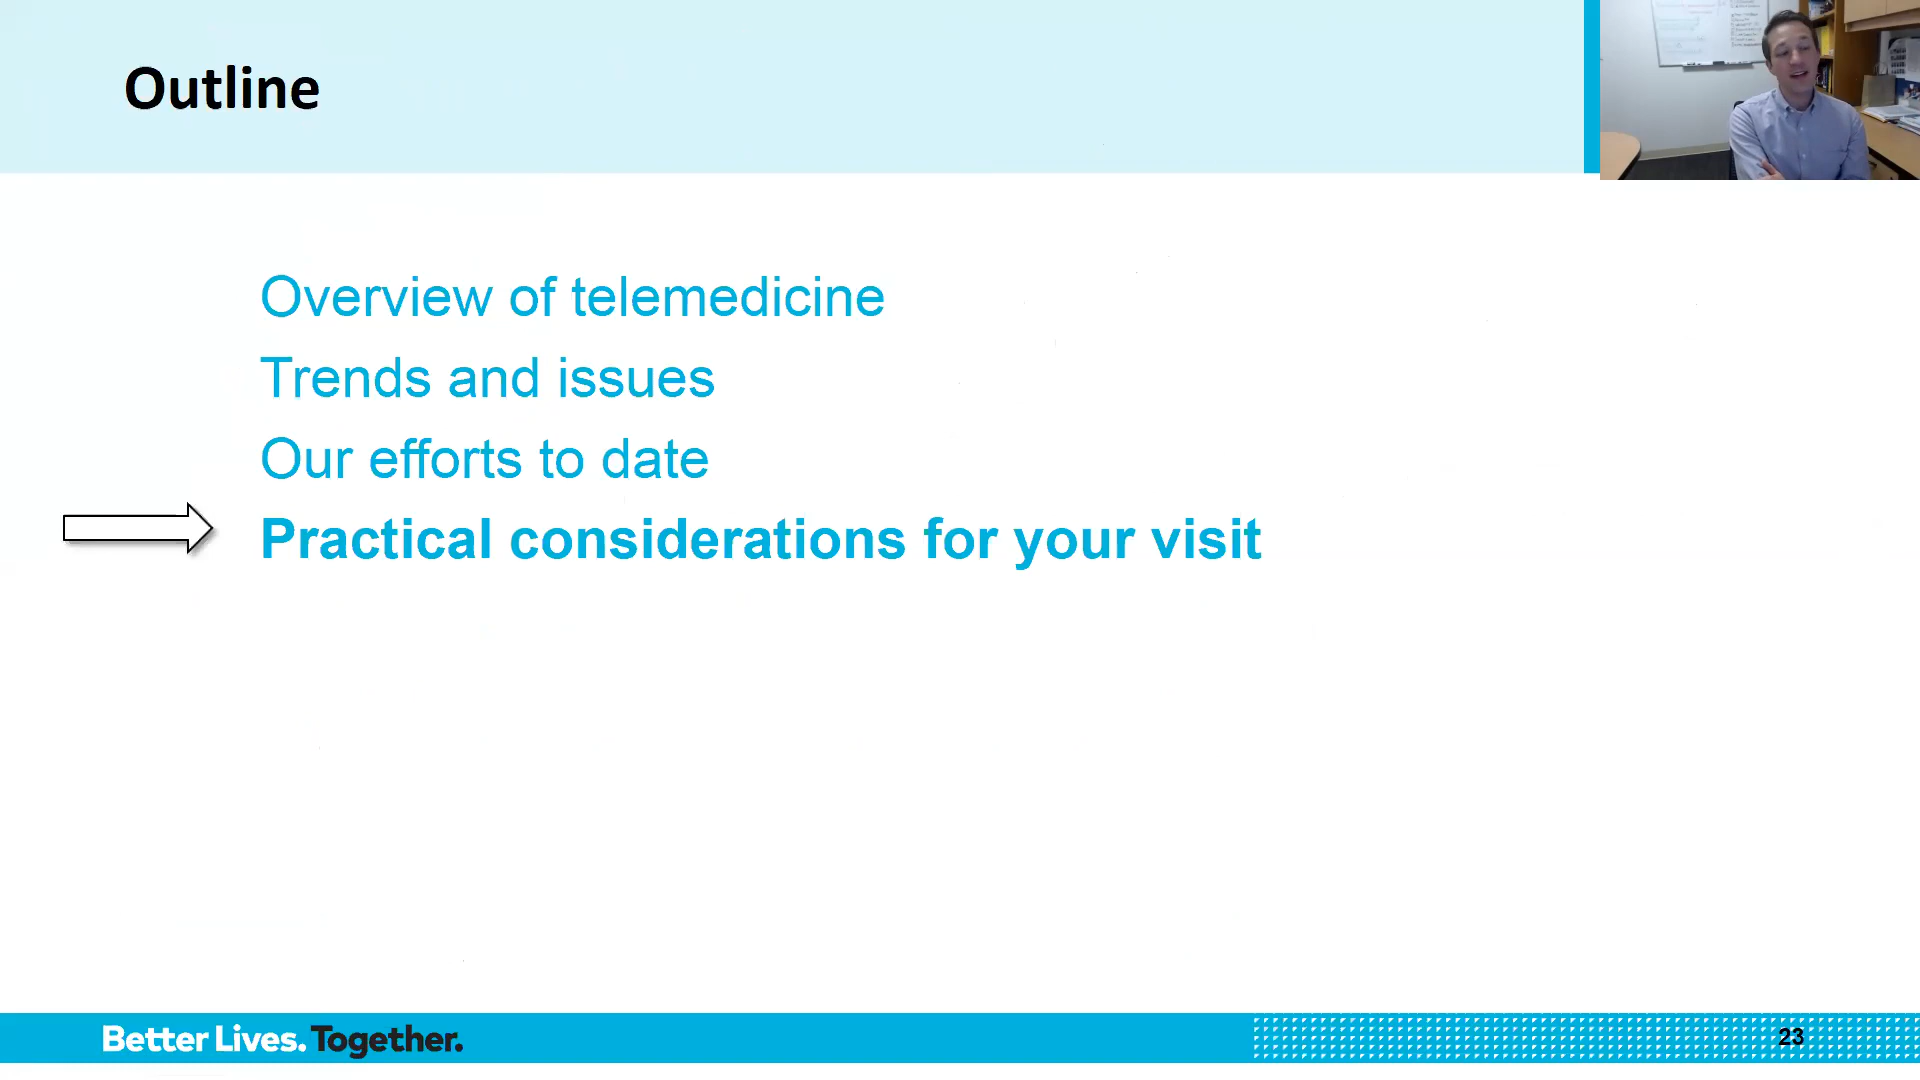 Outline
Overview of telemedicine
Trends and issues
Our efforts to date
Practical considerations for your visit
Better Lives. Together.
23